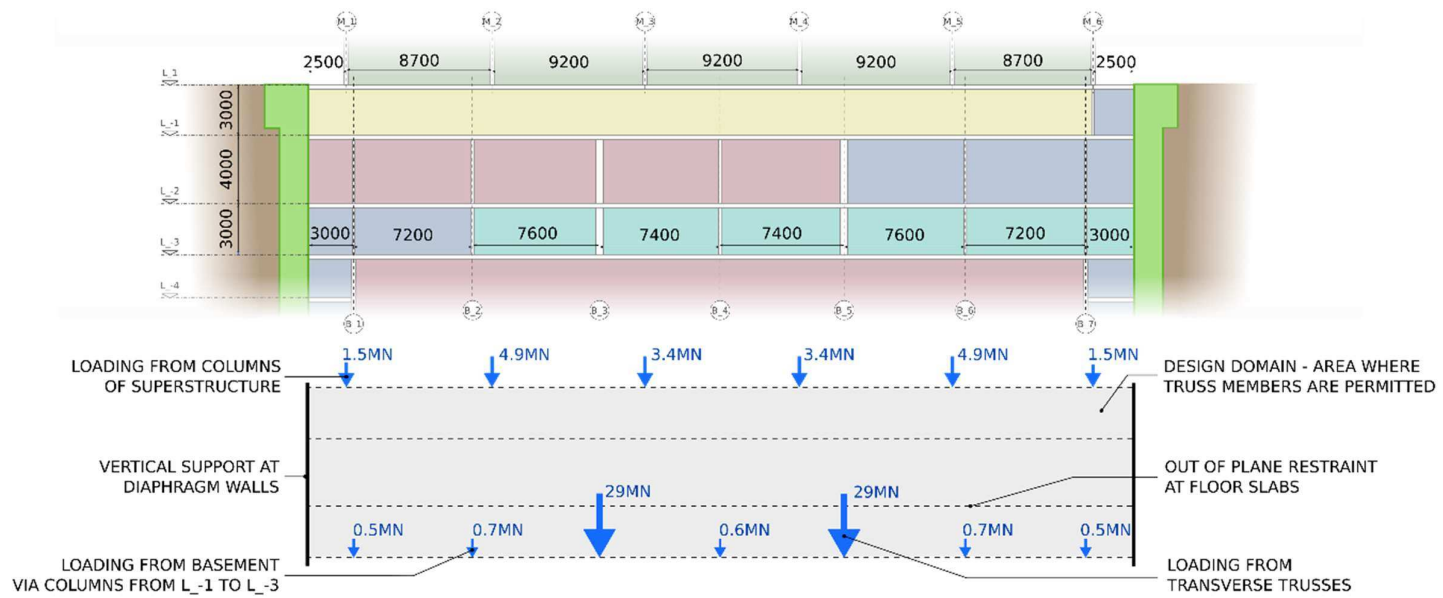 M_1 M_2 M_3 M_4 M_5 M_6
2500 8700 9200 9200 9200 8700 2500
L_1
3000
L_-1
4000
L_-2
3000
3000 7200 7600 7400 7400 7600 7200 3000
L_-3
L_-4
B_1 B_2 B_3 B_4 B_5 B_6 B_7
1.5MN 4.9MN 3.4MN 3.4MN 4.9MN 1.5MN
LOADING FROM COLUMNS
OF SUPERSTRUCTURE
DESIGN DOMAIN - AREA WHERE
TRUSS MEMBERS ARE PERMITTED
VERTICAL SUPPORT AT
DIAPHRAGM WALLS
OUT OF PLANE RESTRAINT
AT FLOOR SLABS
29MN 29MN
0.5MN 0.7MN 0.6MN 0.7MN 0.5MN
LOADING FROM BASEMENT
VIA COLUMNS FROM L_-1 TO L_-3
LOADING FROM
TRANSVERSE TRUSSES